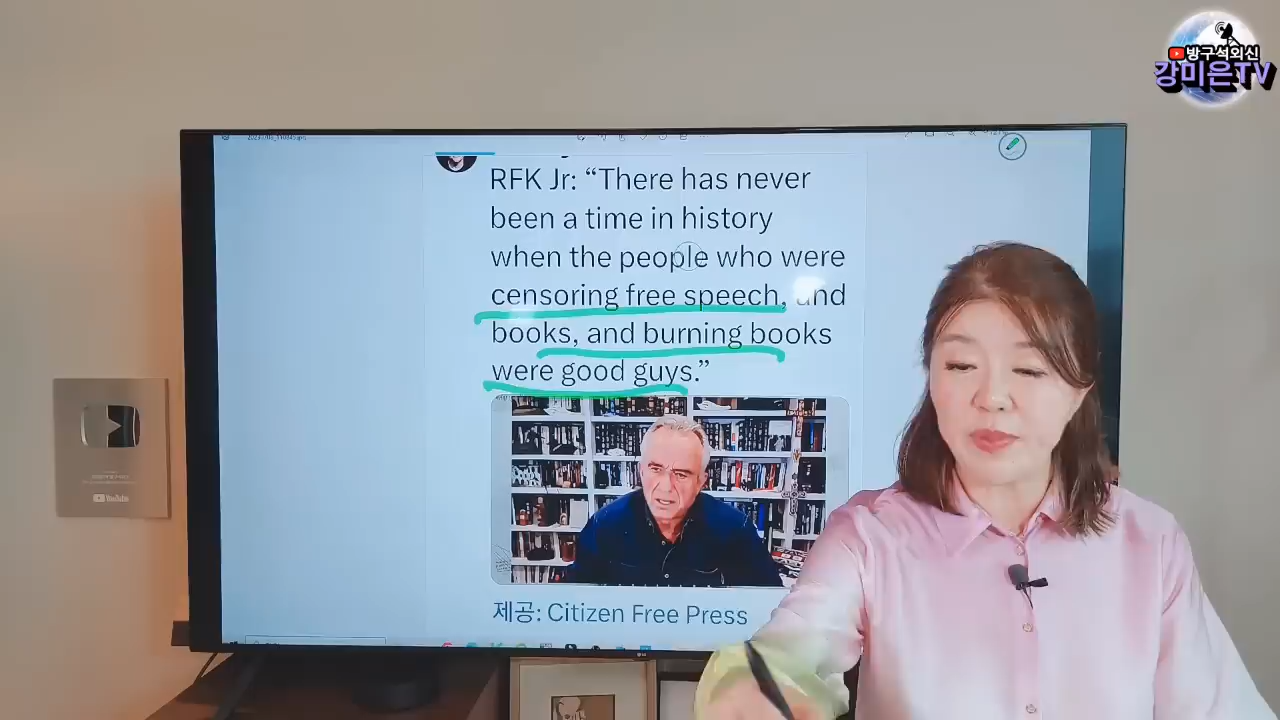 방구석외신
강미은TV
RFK Jr: “There has never
been a time in history
when the people who were
censoring free speech, and
books, and burning books
were good guys.”
제공: Citizen Free Press
YouTube